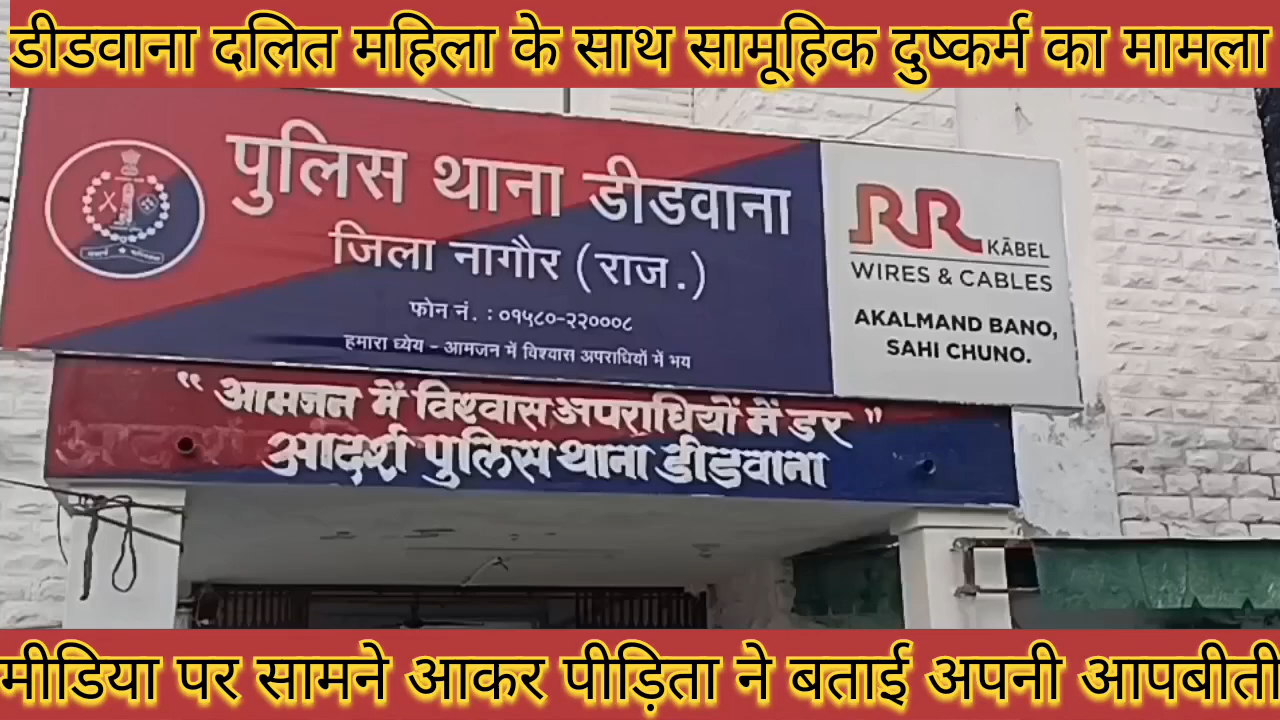 डीडवाना दलित महिला के साथ सामूहिक दुष्कर्म का मामला
पुलिस थाना डीडवाना
जिला नागौर (राज.)
फोन नं. : ०१५८०-२२०००८
हमारा ध्येय - आमजन में विश्वास अपराधियों में भय
RR
KĀBEL
WIRES & CABLES
AKALMAND BANO,
SAHI CHUNO.
“आमजन में विश्वास अपराधियों में डर”
आदर्श पुलिस थाना डीडवाना
मीडिया पर सामने आकर पीड़िता ने बताई अपनी आपबीती